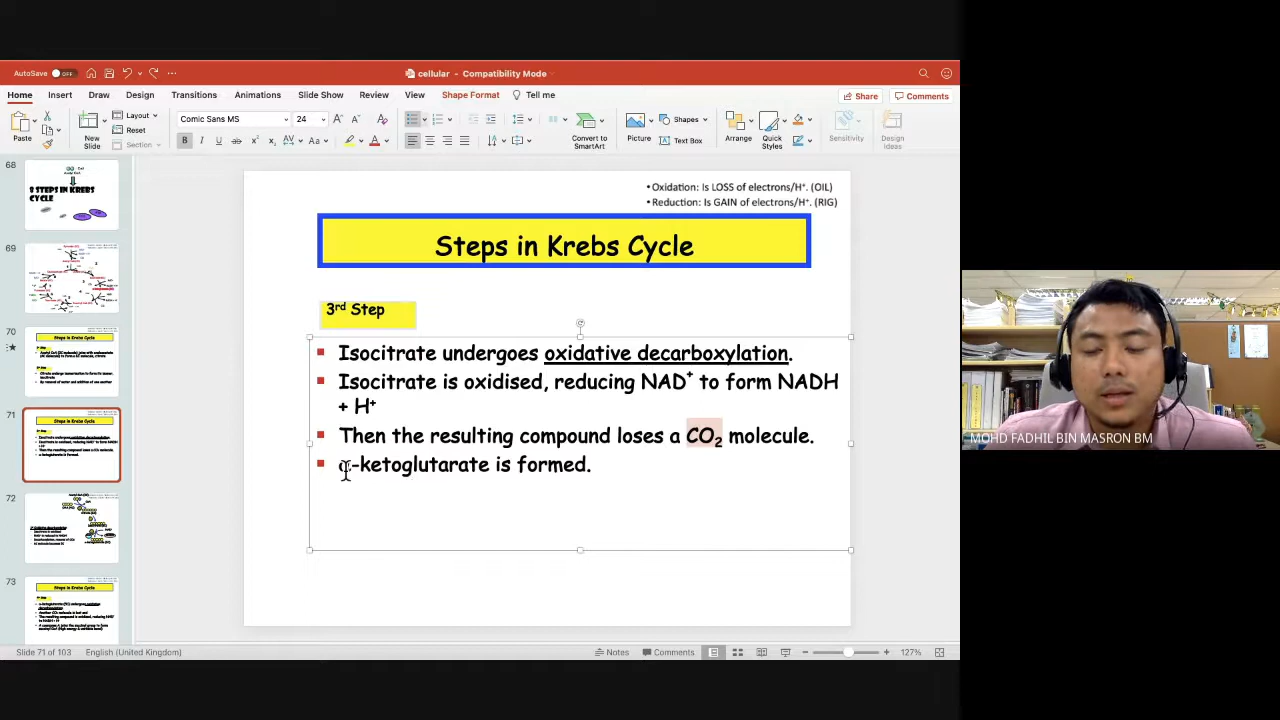 AutoSave OFF
cellular - Compatibility Mode
Home Insert Draw Design Transitions Animations Slide Show Review View Shape Format Tell me
Share Comments
Paste
New Slide
Layout
Reset
Section
Comic Sans MS 24
Convert to SmartArt
Picture
Shapes
Text Box
Arrange
Quick Styles
Sensitivity
Design Ideas
68
8 STEPS IN KREBS CYCLE
69
70
Steps in Krebs Cycle
71
Steps in Krebs Cycle
72
73
Steps in Krebs Cycle
• Oxidation: Is LOSS of electrons/H⁺. (OIL)
• Reduction: Is GAIN of electrons/H⁺. (RIG)
Steps in Krebs Cycle
3rd Step
Isocitrate undergoes oxidative decarboxylation.
Isocitrate is oxidised, reducing NAD⁺ to form NADH
+ H⁺
Then the resulting compound loses a CO₂ molecule.
α-ketoglutarate is formed.
MOHD FADHIL BIN MASRON BM
Slide 71 of 103 English (United Kingdom)
Notes Comments 127%